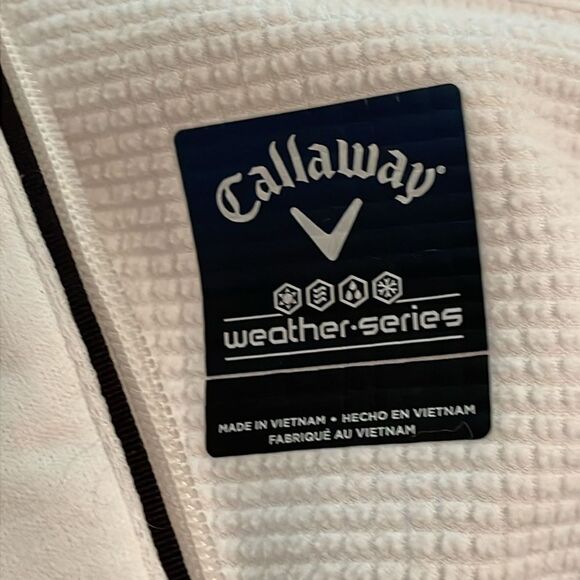 Callaway
weather·series
MADE IN VIETNAM • HECHO EN VIETNAM
FABRIQUÉ AU VIETNAM